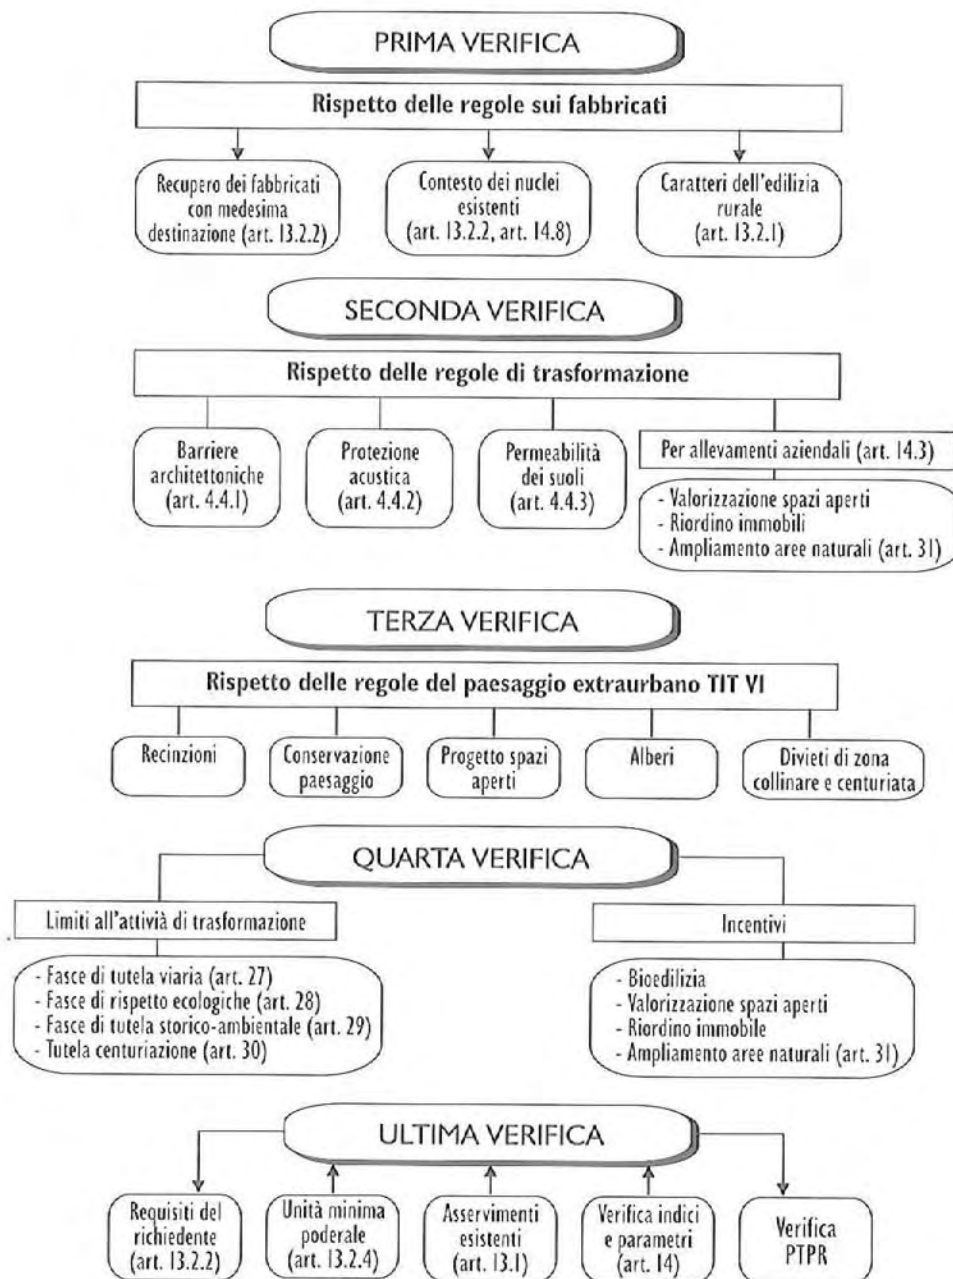 PRIMA VERIFICA
Rispetto delle regole sui fabbricati
Recupero dei fabbricati
con medesima
destinazione (art. 13.2.2)
Contesto dei nuclei
esistenti
(art. 13.2.2, art. 14.8)
Caratteri dell'edilizia
rurale
(art. 13.2.1)
SECONDA VERIFICA
Rispetto delle regole di trasformazione
Barriere
architettoniche
(art. 4.4.1)
Protezione
acustica
(art. 4.4.2)
Permeabilità
dei suoli
(art. 4.4.3)
Per allevamenti aziendali (art. 14.3)
- Valorizzazione spazi aperti
- Riordino immobili
- Ampliamento aree naturali (art. 31)
TERZA VERIFICA
Rispetto delle regole del paesaggio extraurbano TIT VI
Recinzioni
Conservazione
paesaggio
Progetto spazi
aperti
Alberi
Divieti di zona
collinare e centuriata
QUARTA VERIFICA
Limiti all'attivià di trasformazione
- Fasce di tutela viaria (art. 27)
- Fasce di rispetto ecologiche (art. 28)
- Fasce di tutela storico-ambientale (art. 29)
- Tutela centuriazione (art. 30)
Incentivi
- Bioedilizia
- Valorizzazione spazi aperti
- Riordino immobile
- Ampliamento aree naturali (art. 31)
ULTIMA VERIFICA
Requisiti del
richiedente
(art. 13.2.2)
Unità minima
poderale
(art. 13.2.4)
Asservimenti
esistenti
(art. 13.1)
Verifica indici
e parametri
(art. 14)
Verifica
PTPR